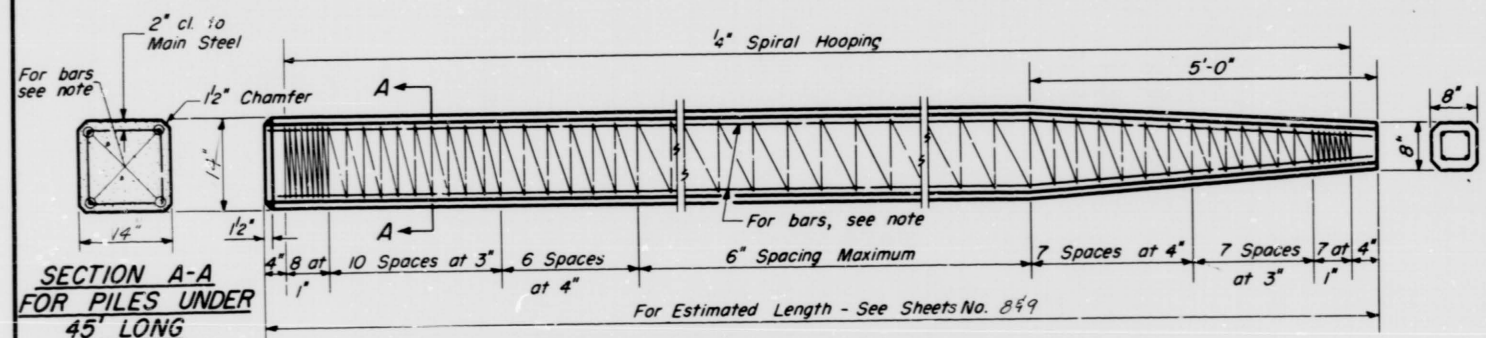 2" cl. to
Main Steel
For bars
see note
1½" Chamfer
14"
14"
SECTION A-A
FOR PILES UNDER
45' LONG
¼" Spiral Hooping
5'-0"
A
A
8"
8"
1½"
For bars, see note
4"
8 at
1"
10 Spaces at 3"
6 Spaces
at 4"
6" Spacing Maximum
7 Spaces at 4"
7 Spaces
at 3"
7 at
1"
4"
For Estimated Length - See Sheets No. 8&9